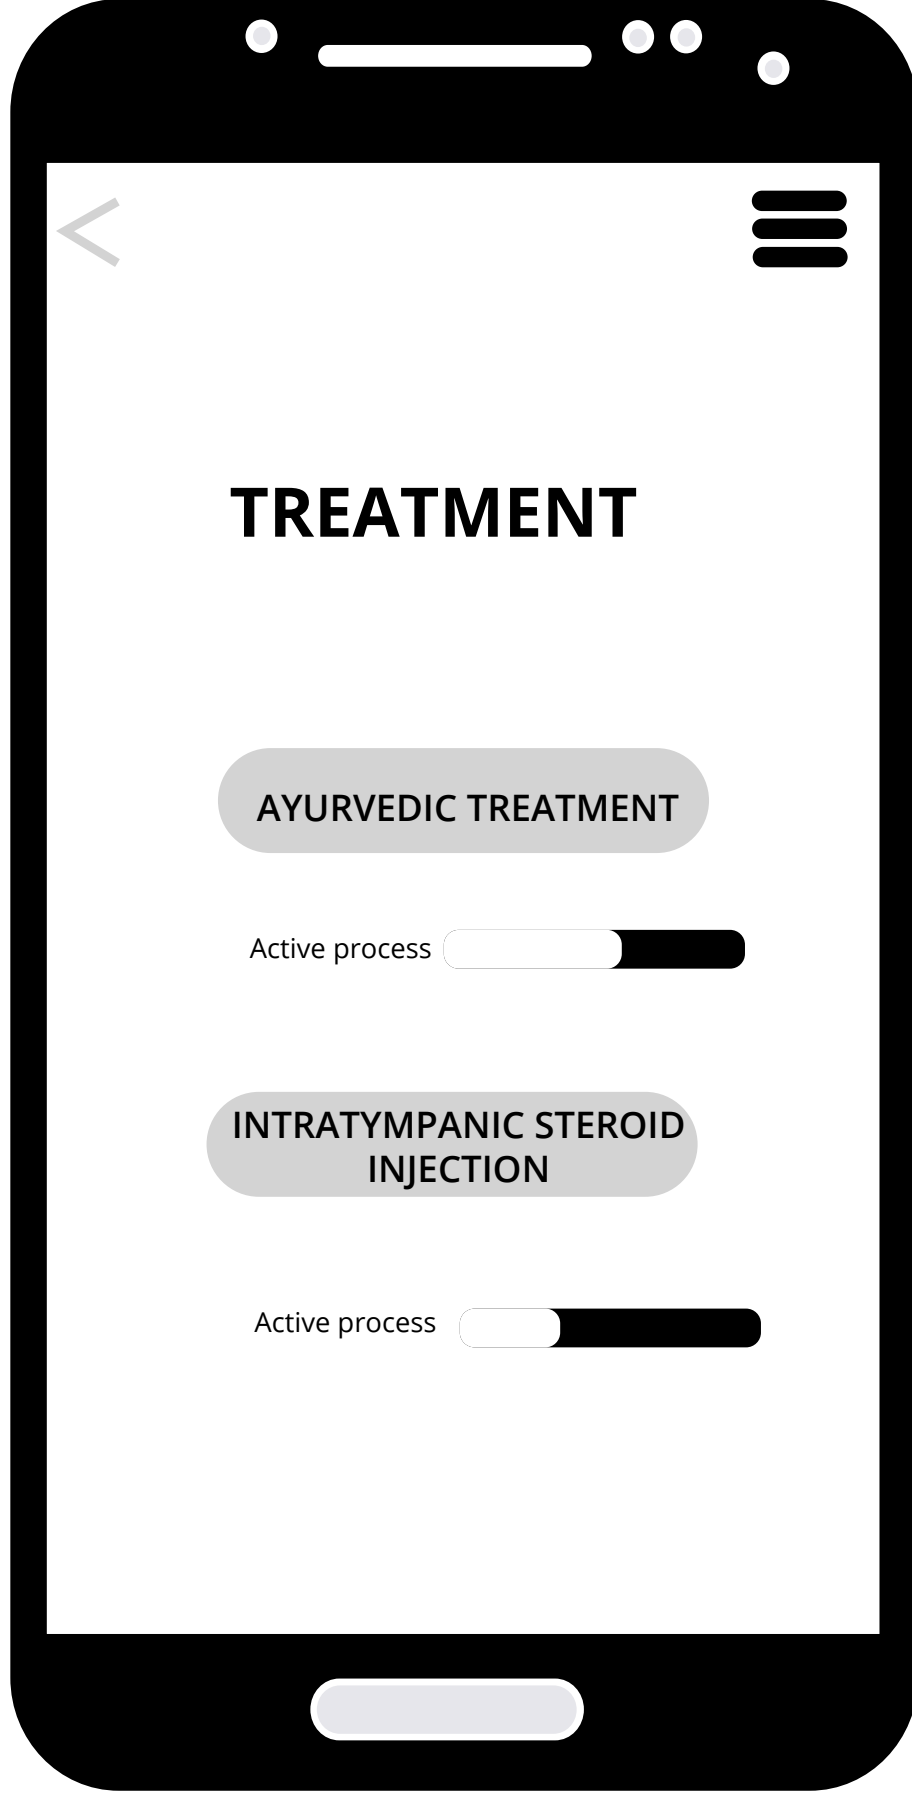 TREATMENT
AYURVEDIC TREATMENT
Active process
INTRATYMPANIC STEROID
INJECTION
Active process